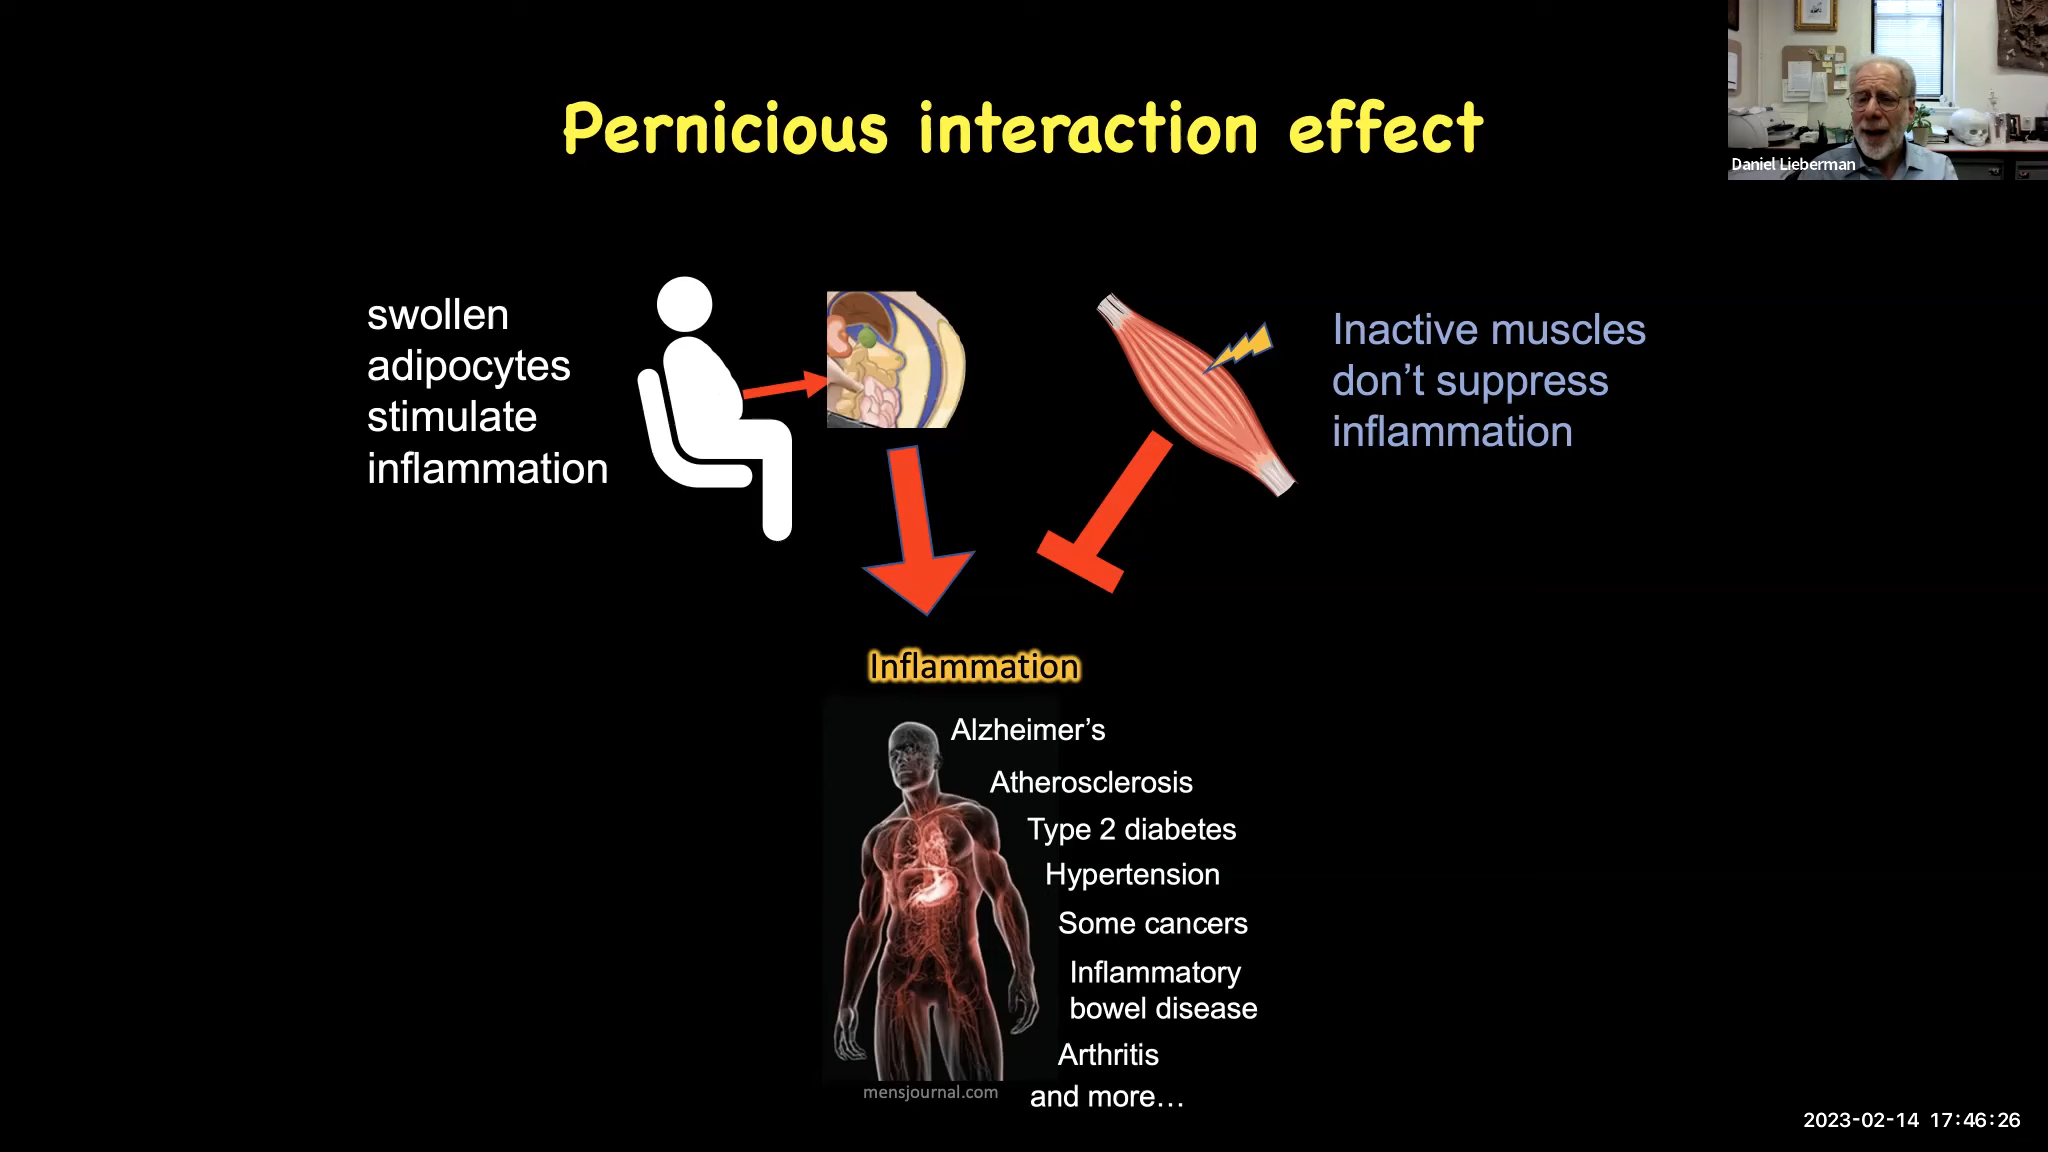 Pernicious interaction effect
Daniel Lieberman
swollen
adipocytes
stimulate
inflammation
Inactive muscles
don’t suppress
inflammation
Inflammation
Alzheimer’s
Atherosclerosis
Type 2 diabetes
Hypertension
Some cancers
Inflammatory
bowel disease
Arthritis
and more…
mensjournal.com
2023-02-14 17:46:26